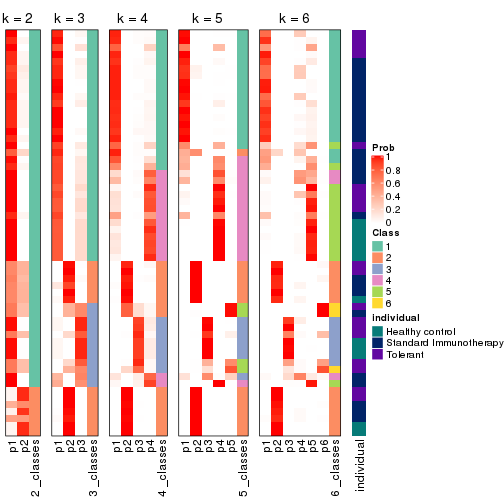 k = 2
k = 3
k = 4
k = 5
k = 6
p1
p2
2_classes
p1
p2
p3
3_classes
p1
p2
p3
p4
4_classes
p1
p2
p3
p4
p5
5_classes
p1
p2
p3
p4
p5
p6
6_classes
individual
Prob
1
0.8
0.6
0.4
0.2
0
Class
1
2
3
4
5
6
individual
Healthy control
Standard Immunotherapy
Tolerant